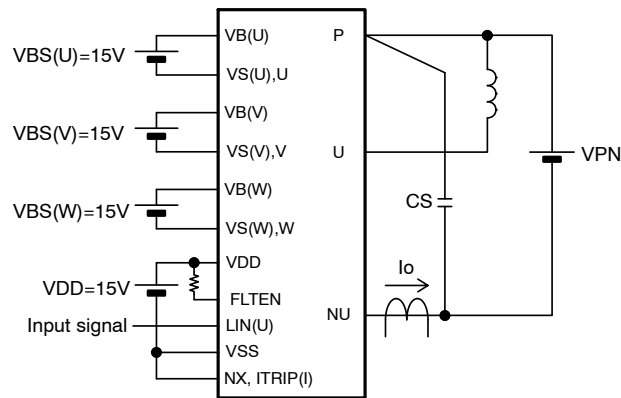 VBS(U)=15V
VB(U)
VS(U),U
VBS(V)=15V
VB(V)
VS(V),V
VBS(W)=15V
VB(W)
VS(W),W
VDD=15V
VDD
FLTEN
Input signal
LIN(U)
VSS
NX, ITRIP(I)
P
U
NU
CS
Io
VPN